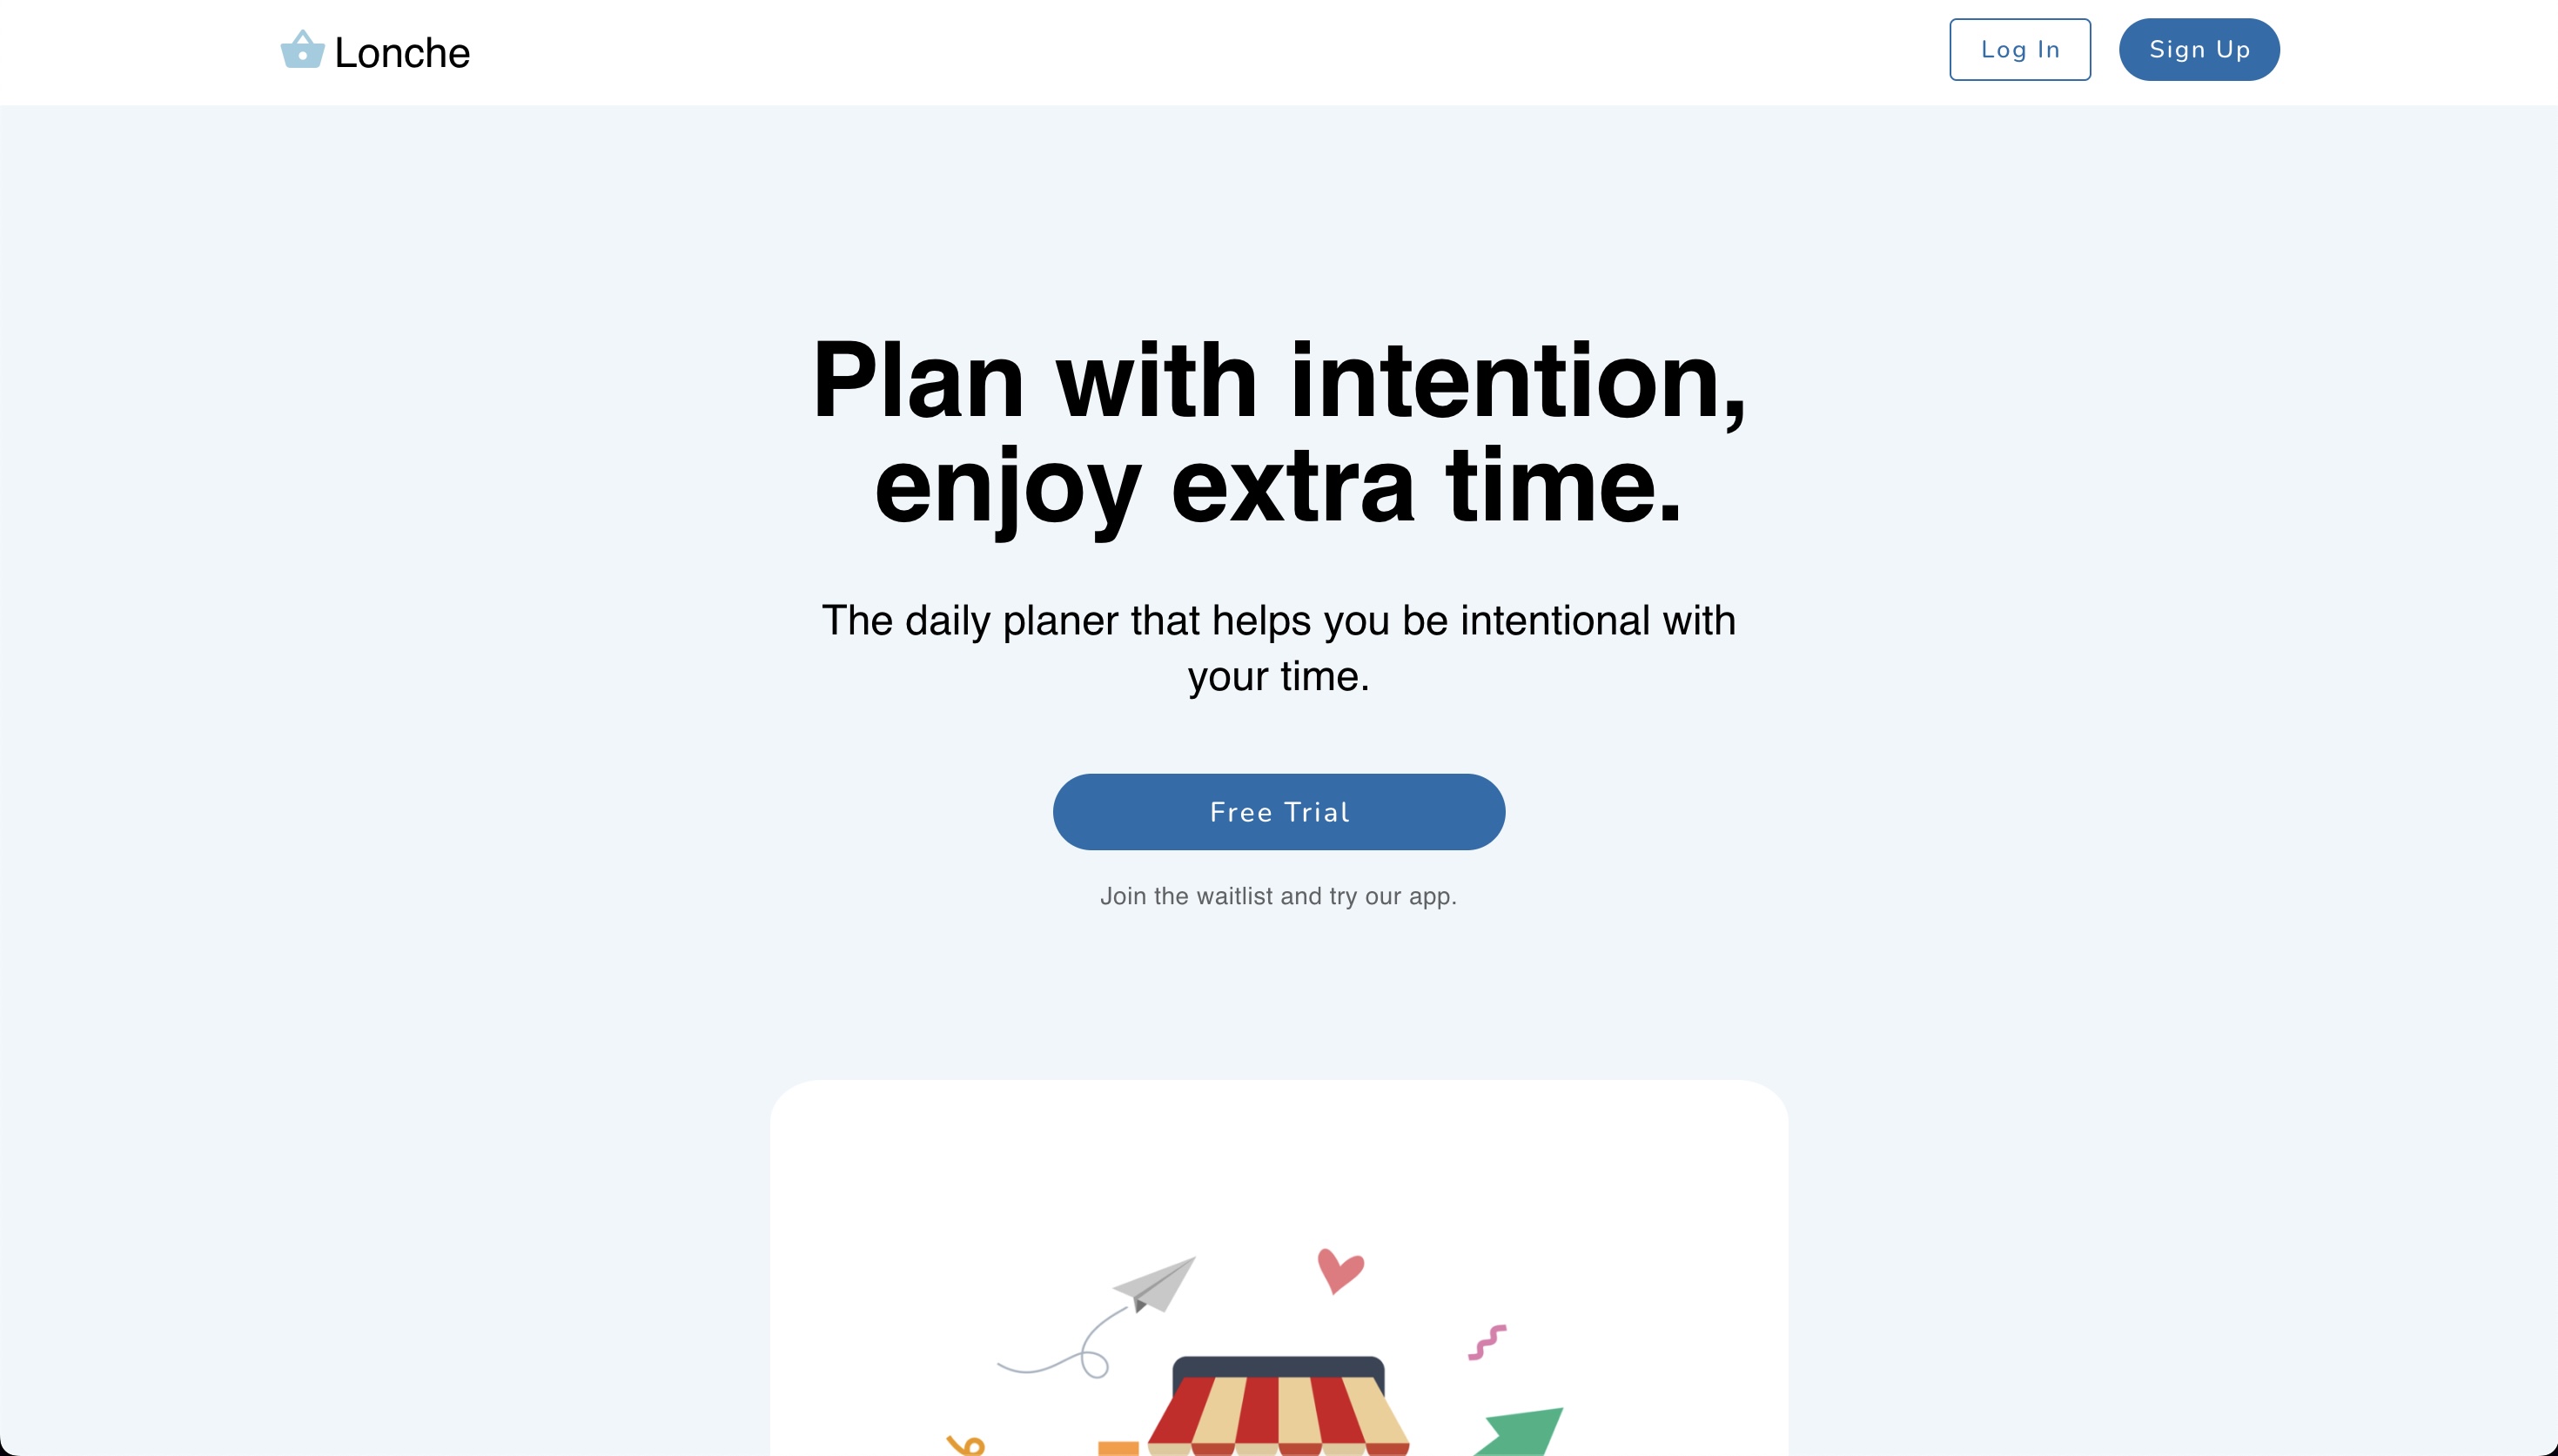 Lonche
Log In
Sign Up
Plan with intention,
enjoy extra time.
The daily planer that helps you be intentional with
your time.
Free Trial
Join the waitlist and try our app.